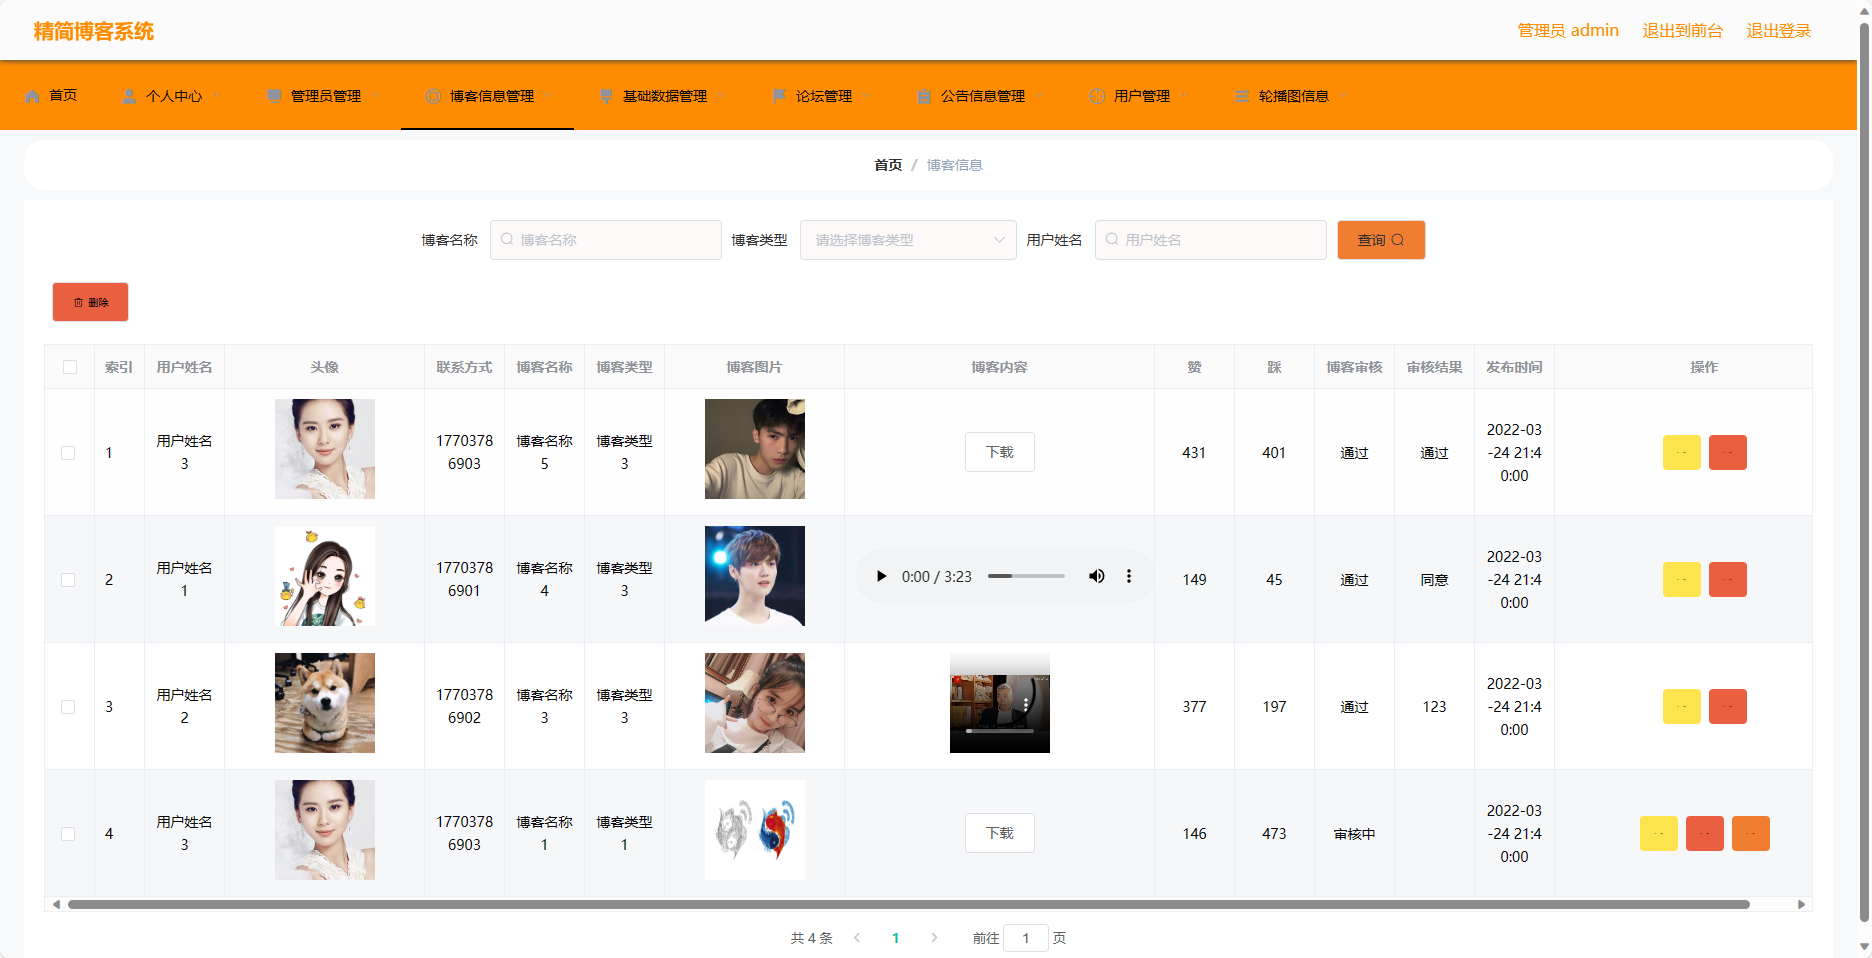 精简博客系统
管理员 admin 退出到前台 退出登录
首页 个人中心 管理员管理 博客信息管理 基础数据管理 论坛管理 公告信息管理 用户管理 轮播图信息
首页 / 博客信息
博客名称 博客名称 博客类型 请选择博客类型 用户姓名 用户姓名 查询
删除
索引 用户姓名 头像 联系方式 博客名称 博客类型 博客图片 博客内容 赞 踩 博客审核 审核结果 发布时间 操作
1 用户姓名3 17703786903 博客名称5 博客类型3 下载 431 401 通过 通过 2022-03-24 21:40:00
2 用户姓名1 17703786901 博客名称4 博客类型3 0:00 / 3:23 149 45 通过 同意 2022-03-24 21:40:00
3 用户姓名2 17703786902 博客名称3 博客类型3 377 197 通过 123 2022-03-24 21:40:00
4 用户姓名3 17703786903 博客名称1 博客类型1 下载 146 473 审核中 2022-03-24 21:40:00
共 4 条 1 前往 1 页